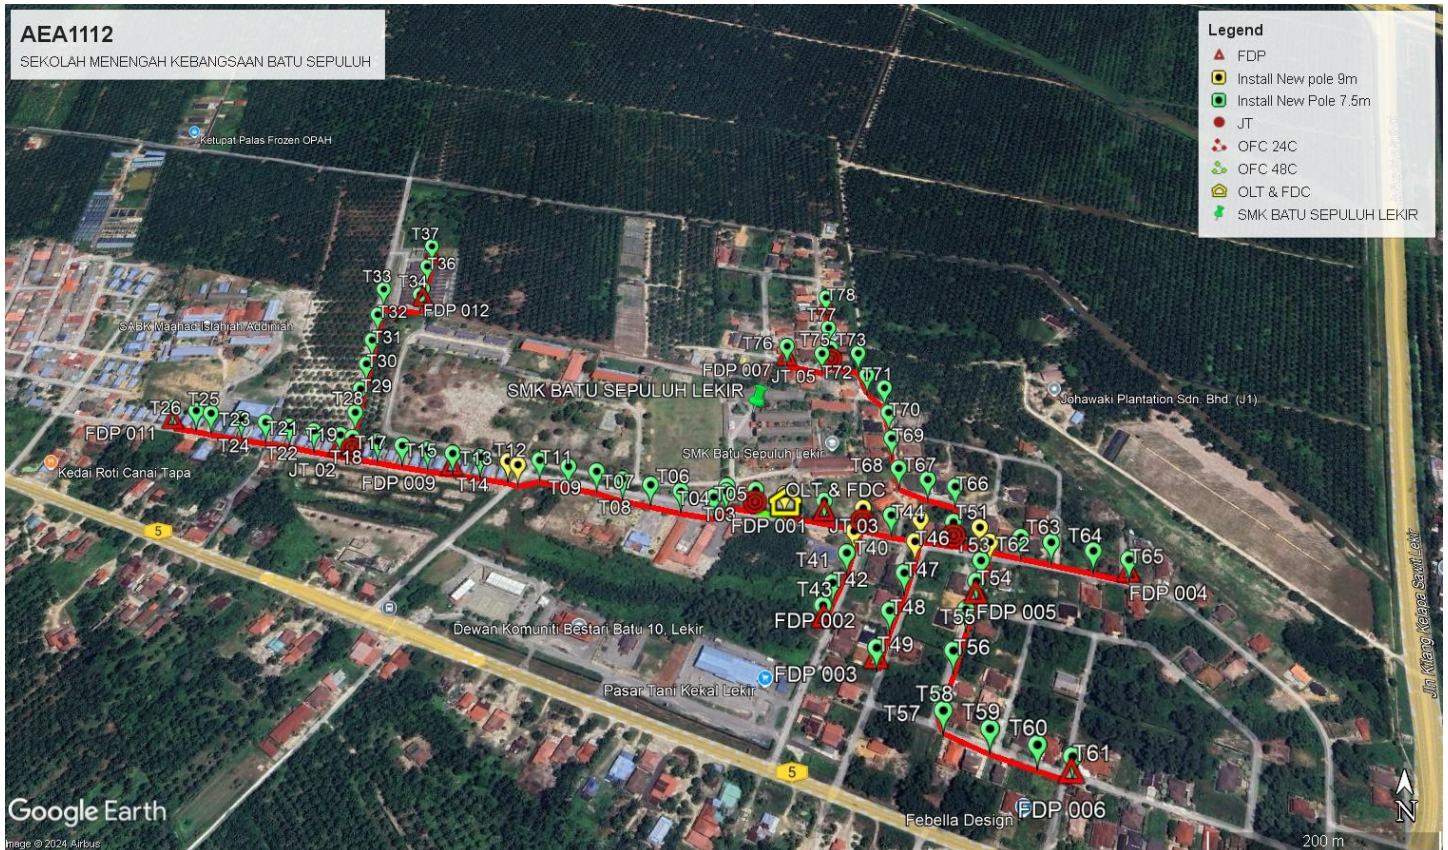 AEA1112
SEKOLAH MENENGAH KEBANGSAAN BATU SEPULUH
Legend
FDP
Install New pole 9m
Install New Pole 7.5m
JT
OFC 24C
OFC 48C
OLT & FDC
SMK BATU SEPULUH LEKIR
Ketupat Palas Frozen OPAH
T37
T36
T33
T34
FDP 012
T32
SABK Maahad Islahiah Addiniah
T31
T30
T29
T28
T78
T77
T76
T75
T73
FDP 007
T72
JT 05
T71
SMK BATU SEPULUH LEKIR
Johawaki Plantation Sdn. Bhd. (J1)
T70
T69
SMK Batu Sepuluh Lekir
T26
T25
T23
T21
T19
FDP 011
T24
T22
T17
T18
JT 02
T15
T13
T12
T11
Kedai Roti Canai Tapa
FDP 009
T14
T09
T07
T08
T06
T04
T05
T03
OLT & FDC
FDP 001
T68
T67
T66
JT 03
T44
T51
T46
T53
T62
T63
T64
T65
FDP 004
5
T41
T40
T43
T42
T47
T54
FDP 002
T48
T55
FDP 005
T49
T56
FDP 003
Dewan Komuniti Bestari Batu 10, Lekir
Pasar Tani Kekal Lekir
T58
T57
T59
T60
T61
5
Febella Design
FDP 006
Jln Kilang Kelapa Sawit Lekir
N
200 m
Google Earth
Image © 2024 Airbus